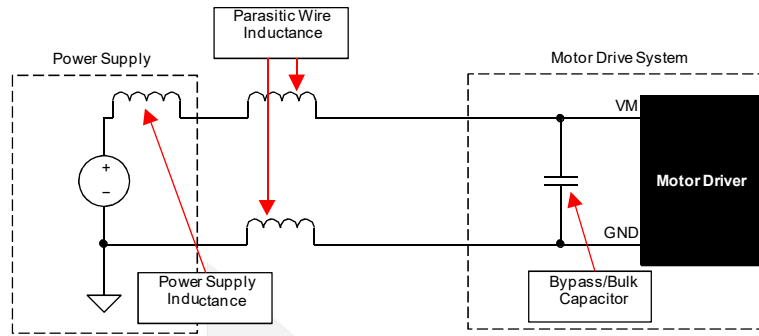 Parasitic Wire
Inductance
Power Supply
Motor Drive System
VM
+
−
Motor Driver
GND
Power Supply
Inductance
Bypass/Bulk
Capacitor